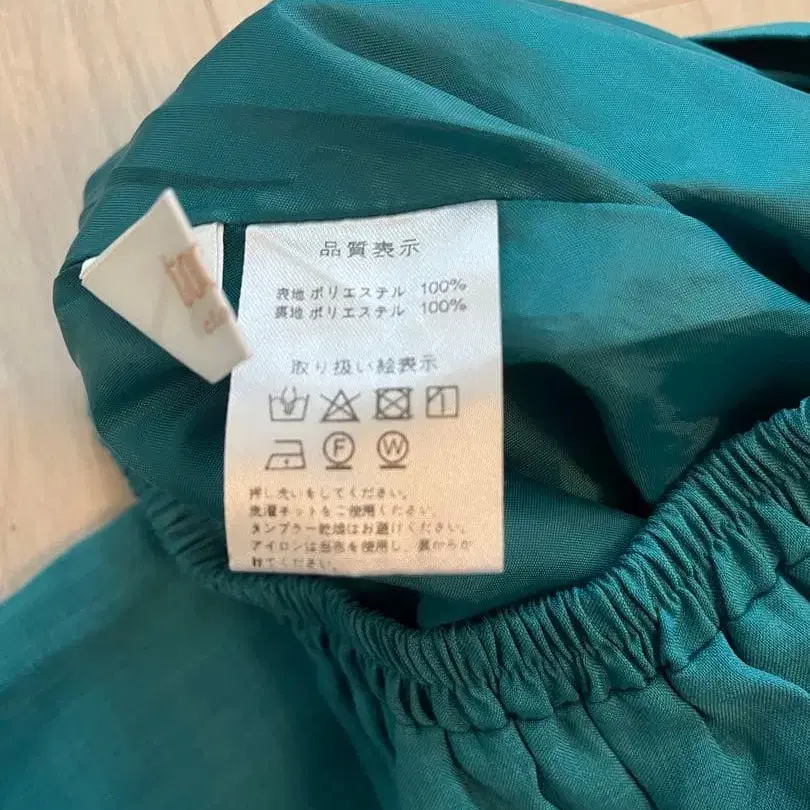 品質表示
表地 ポリエステル 100%
裏地 ポリエステル 100%
取り扱い絵表示
F W
押し洗いをしてください。
洗濯ネットをご使用ください。
タンブラー乾燥はお避けください。
アイロンは当布を使用し、裏からか
けてください。